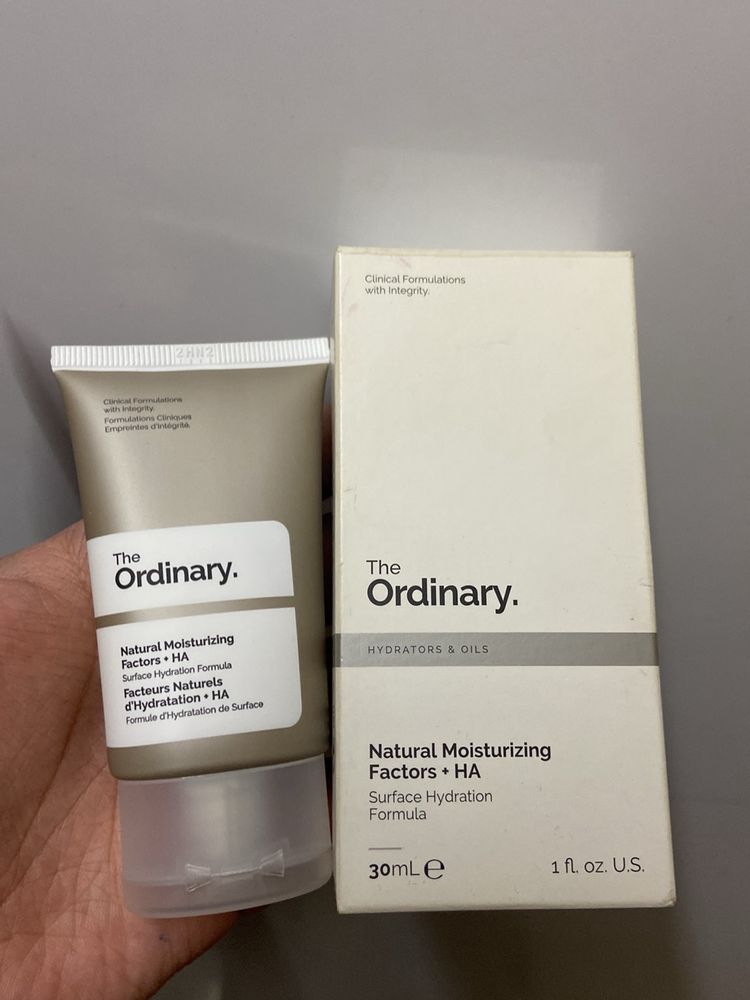 2HN2
Clinical Formulations
with Integrity.
Formulations Cliniques
Empreintes d'Intégrité.
The
Ordinary.
Natural Moisturizing
Factors + HA
Surface Hydration Formula
Facteurs Naturels
d'Hydratation + HA
Formule d'Hydratation de Surface
Clinical Formulations
with Integrity.
The
Ordinary.
HYDRATORS & OILS
Natural Moisturizing
Factors + HA
Surface Hydration
Formula
30mL ℮ 1 fl. oz. U.S.